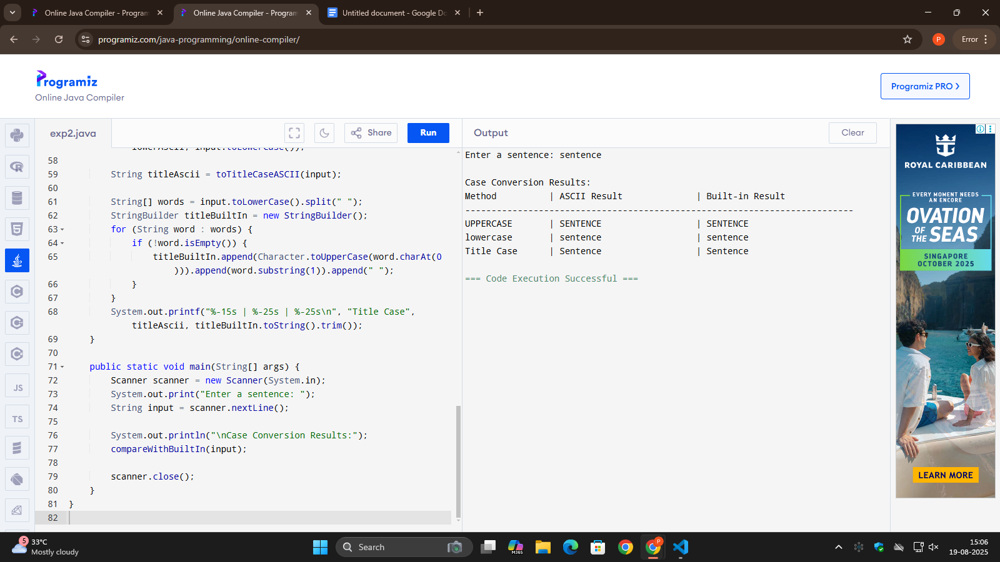 Online Java Compiler - Program
Online Java Compiler - Program
Untitled document - Google Do
programiz.com/java-programming/online-compiler/
P
Error
Programiz
Online Java Compiler
Programiz PRO
exp2.java
Share
Run
Output
Clear
lowerAscii, input.toLowerCase());
58
59 String titleAscii = toTitleCaseASCII(input);
60
61 String[] words = input.toLowerCase().split(" ");
62 StringBuilder titleBuiltIn = new StringBuilder();
63 for (String word : words) {
64 if (!word.isEmpty()) {
65 titleBuiltIn.append(Character.toUpperCase(word.charAt(0
))).append(word.substring(1)).append(" ");
66 }
67 }
68 System.out.printf("%-15s | %-25s | %-25s\n", "Title Case",
titleAscii, titleBuiltIn.toString().trim());
69 }
70
71 public static void main(String[] args) {
72 Scanner scanner = new Scanner(System.in);
73 System.out.print("Enter a sentence: ");
74 String input = scanner.nextLine();
75
76 System.out.println("\nCase Conversion Results:");
77 compareWithBuiltIn(input);
78
79 scanner.close();
80 }
81 }
82
Enter a sentence: sentence
Case Conversion Results:
Method | ASCII Result | Built-in Result
--------------------------------------------------------------------------
UPPERCASE | SENTENCE | SENTENCE
lowercase | sentence | sentence
Title Case | Sentence | Sentence
=== Code Execution Successful ===
JS
TS
ROYAL CARIBBEAN
EVERY MOMENT NEEDS
AN ENCORE
OVATION
OF
THE SEAS
SINGAPORE
OCTOBER 2025
LEARN MORE
5
33°C
Mostly cloudy
Search
M365
P
15:06
19-08-2025